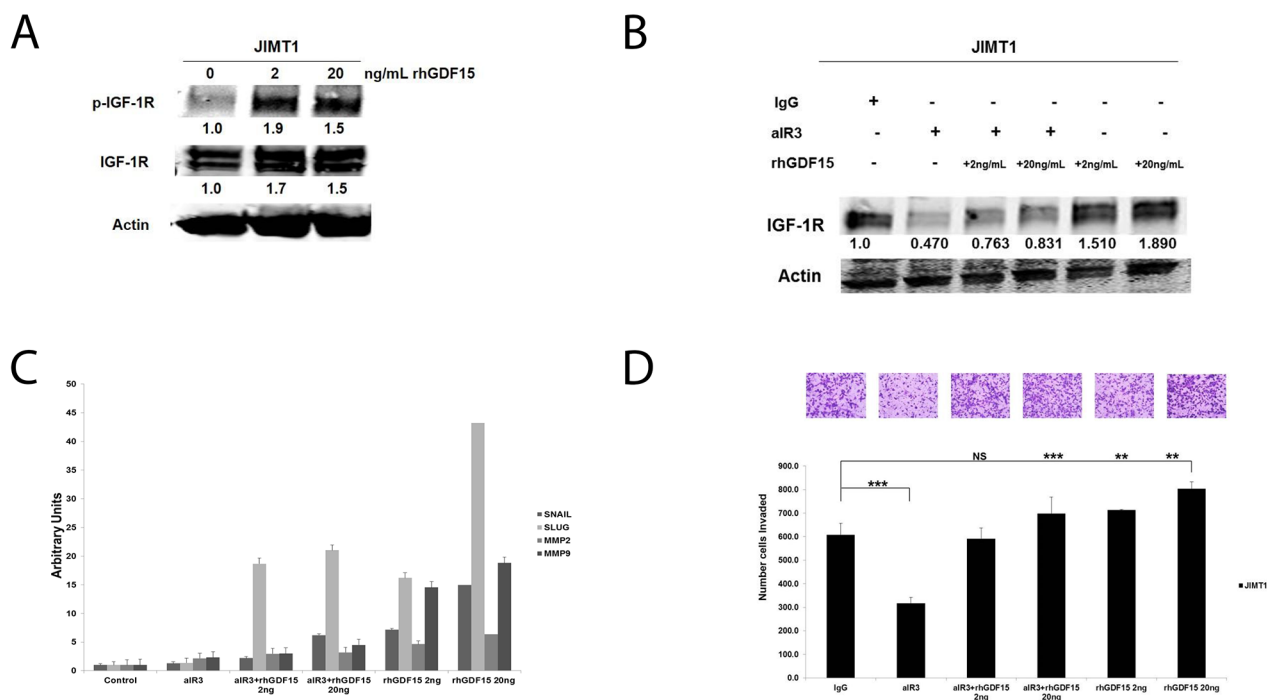 A
JIMT1
0 2 20 ng/mL rhGDF15
p-IGF-1R
1.0 1.9 1.5
IGF-1R
1.0 1.7 1.5
Actin
B
JIMT1
IgG + - - - - -
aIR3 - + + + - -
rhGDF15 - - +2ng/mL +20ng/mL +2ng/mL +20ng/mL
IGF-1R
1.0 0.470 0.763 0.831 1.510 1.890
Actin
C
50
45
40
35
30
25
20
15
10
5
0
Arbitrary Units
Control aIR3 aIR3+rhGDF15 2ng aIR3+rhGDF15 20ng rhGDF15 2ng rhGDF15 20ng
SNAIL
SLUG
MMP2
MMP9
D
NS *** ** **
***
900.0
800.0
700.0
600.0
500.0
400.0
300.0
200.0
100.0
0.0
Number cells Invaded
IgG aIR3 aIR3+rhGDF15 2ng aIR3+rhGDF15 20ng rhGDF15 2ng rhGDF15 20ng
JIMT1